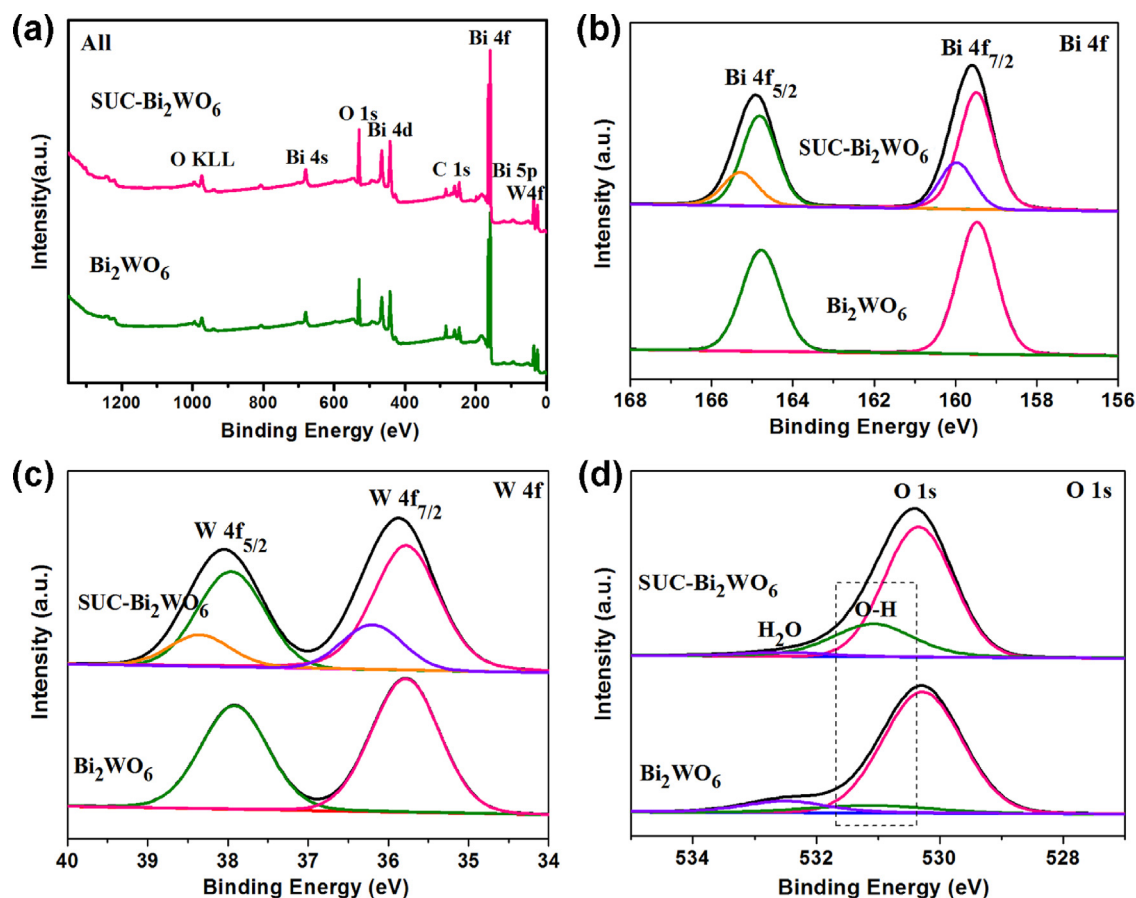 (a)
All
Bi 4f
SUC-Bi₂WO₆
O 1s
Bi 4d
O KLL
Bi 4s
C 1s
Bi 5p
W4f
Bi₂WO₆
Intensity(a.u.)
1200 1000 800 600 400 200 0
Binding Energy (eV)
(b)
Bi 4f
Bi 4f₇/₂
Bi 4f₅/₂
SUC-Bi₂WO₆
Bi₂WO₆
Intensity (a.u.)
168 166 164 162 160 158 156
Binding Energy (eV)
(c)
W 4f
W 4f₇/₂
W 4f₅/₂
SUC-Bi₂WO₆
Bi₂WO₆
Intensity (a.u.)
40 39 38 37 36 35 34
Binding Energy (eV)
(d)
O 1s
O 1s
SUC-Bi₂WO₆
O-H
H₂O
Bi₂WO₆
Intensity (a.u.)
534 532 530 528
Binding Energy (eV)